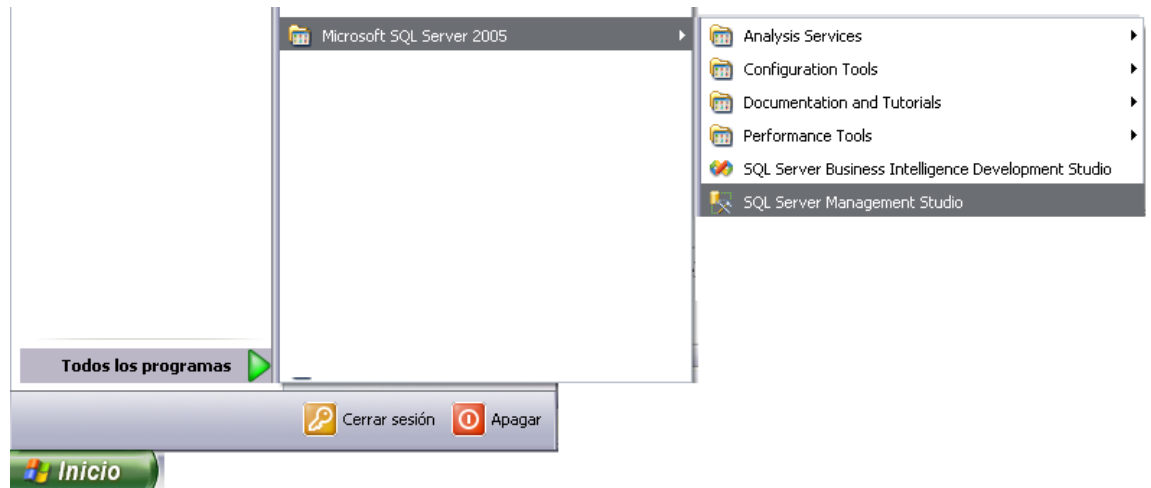 Microsoft SQL Server 2005
Analysis Services
Configuration Tools
Documentation and Tutorials
Performance Tools
SQL Server Business Intelligence Development Studio
SQL Server Management Studio
Todos los programas
Cerrar sesión
Apagar
Inicio